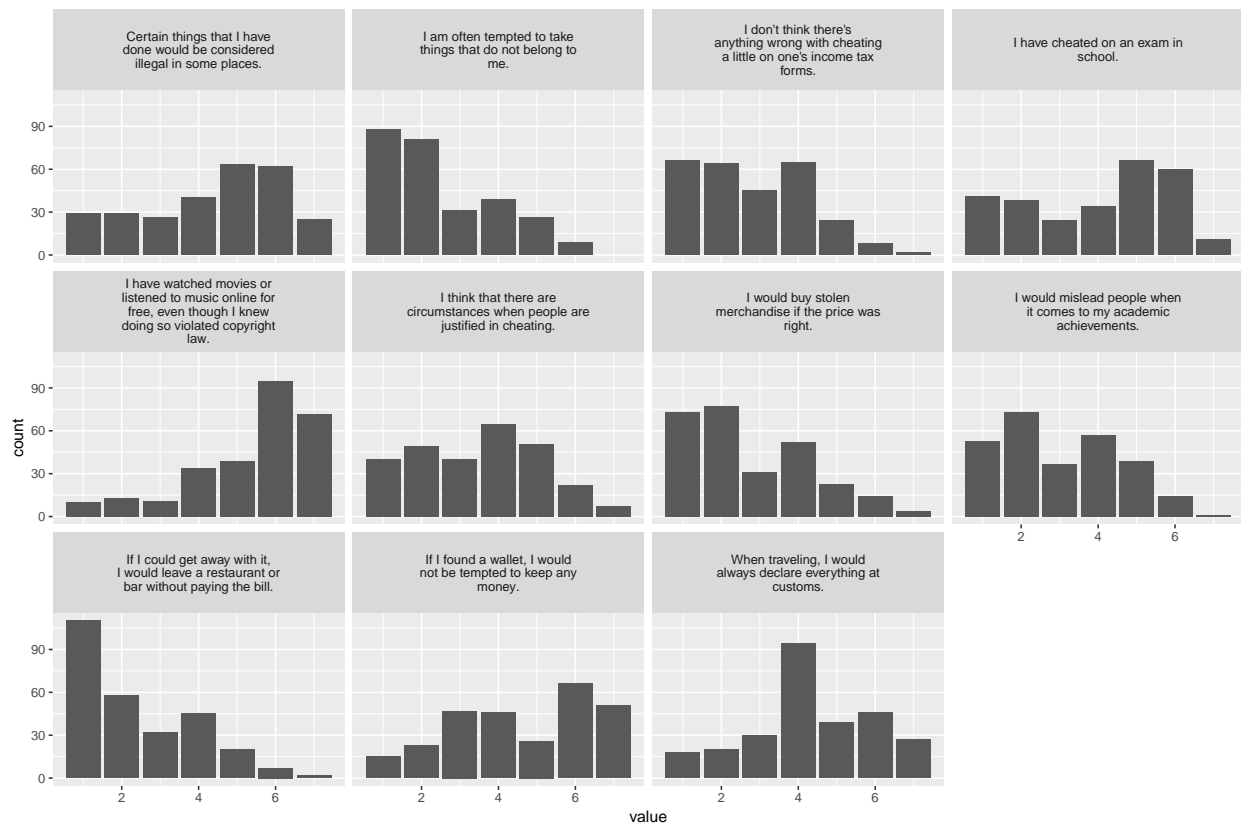 Certain things that I have
done would be considered
illegal in some places.
I am often tempted to take
things that do not belong to
me.
I don't think there's
anything wrong with cheating
a little on one's income tax
forms.
I have cheated on an exam in
school.
90
60
30
0
I have watched movies or
listened to music online for
free, even though I knew
doing so violated copyright
law.
I think that there are
circumstances when people are
justified in cheating.
I would buy stolen
merchandise if the price was
right.
I would mislead people when
it comes to my academic
achievements.
90
60
30
0
count
2 4 6
If I could get away with it,
I would leave a restaurant or
bar without paying the bill.
If I found a wallet, I would
not be tempted to keep any
money.
When traveling, I would
always declare everything at
customs.
90
60
30
0
2 4 6 2 4 6 2 4 6
value